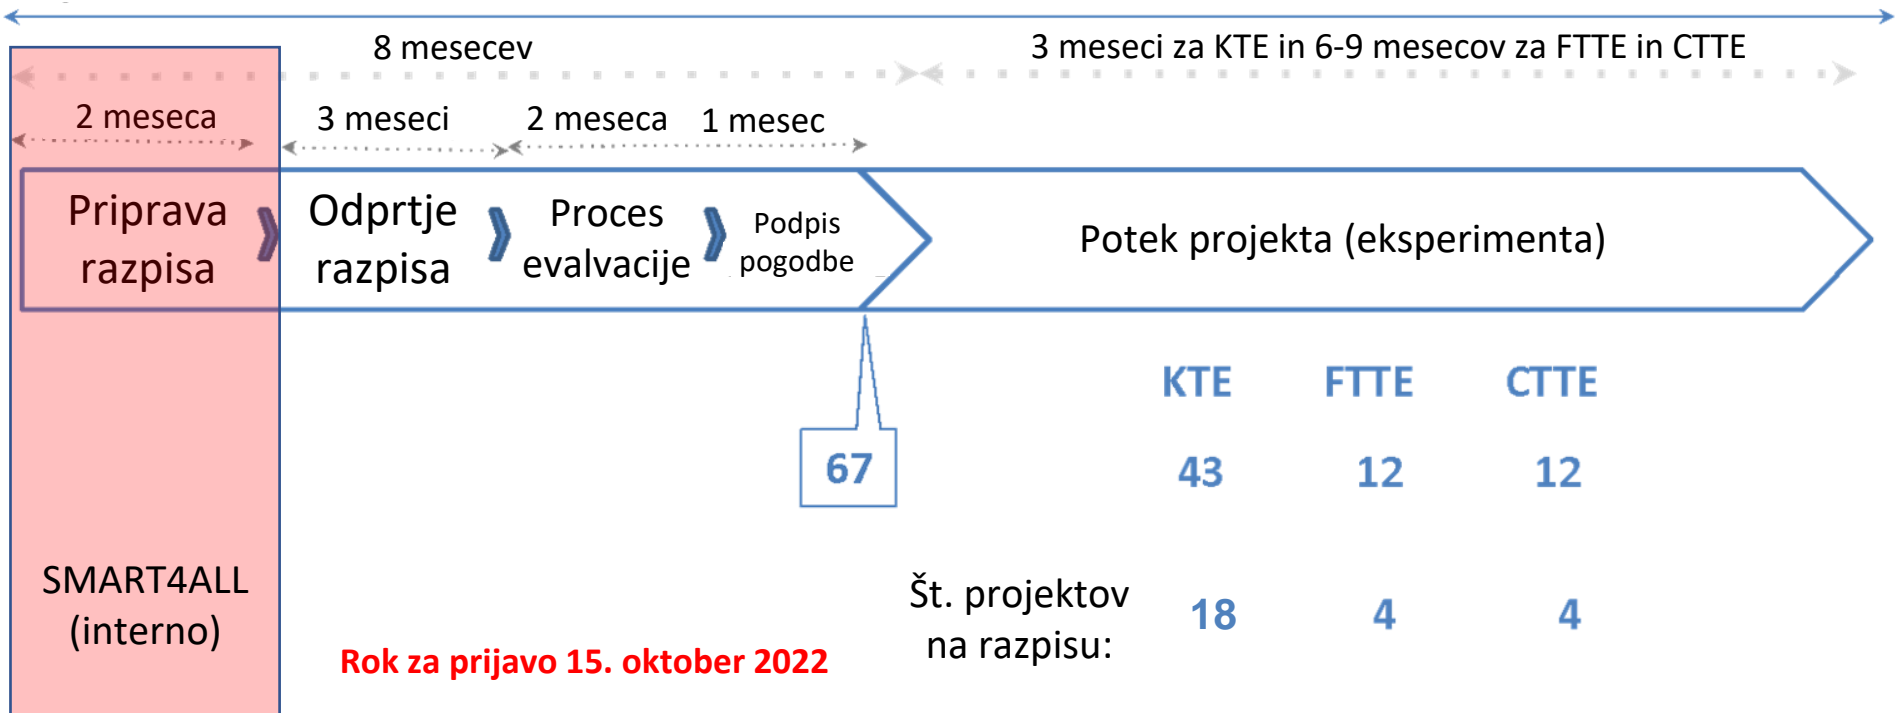 8 mesecev
3 meseci za KTE in 6-9 mesecov za FTTE in CTTE
2 meseca
3 meseci
2 meseca
1 mesec
Priprava
razpisa
Odprtje
razpisa
Proces
evalvacije
Podpis
pogodbe
Potek projekta (eksperimenta)
67
KTE FTTE CTTE
43 12 12
SMART4ALL
(interno)
Rok za prijavo 15. oktober 2022
Št. projektov
na razpisu:
18 4 4